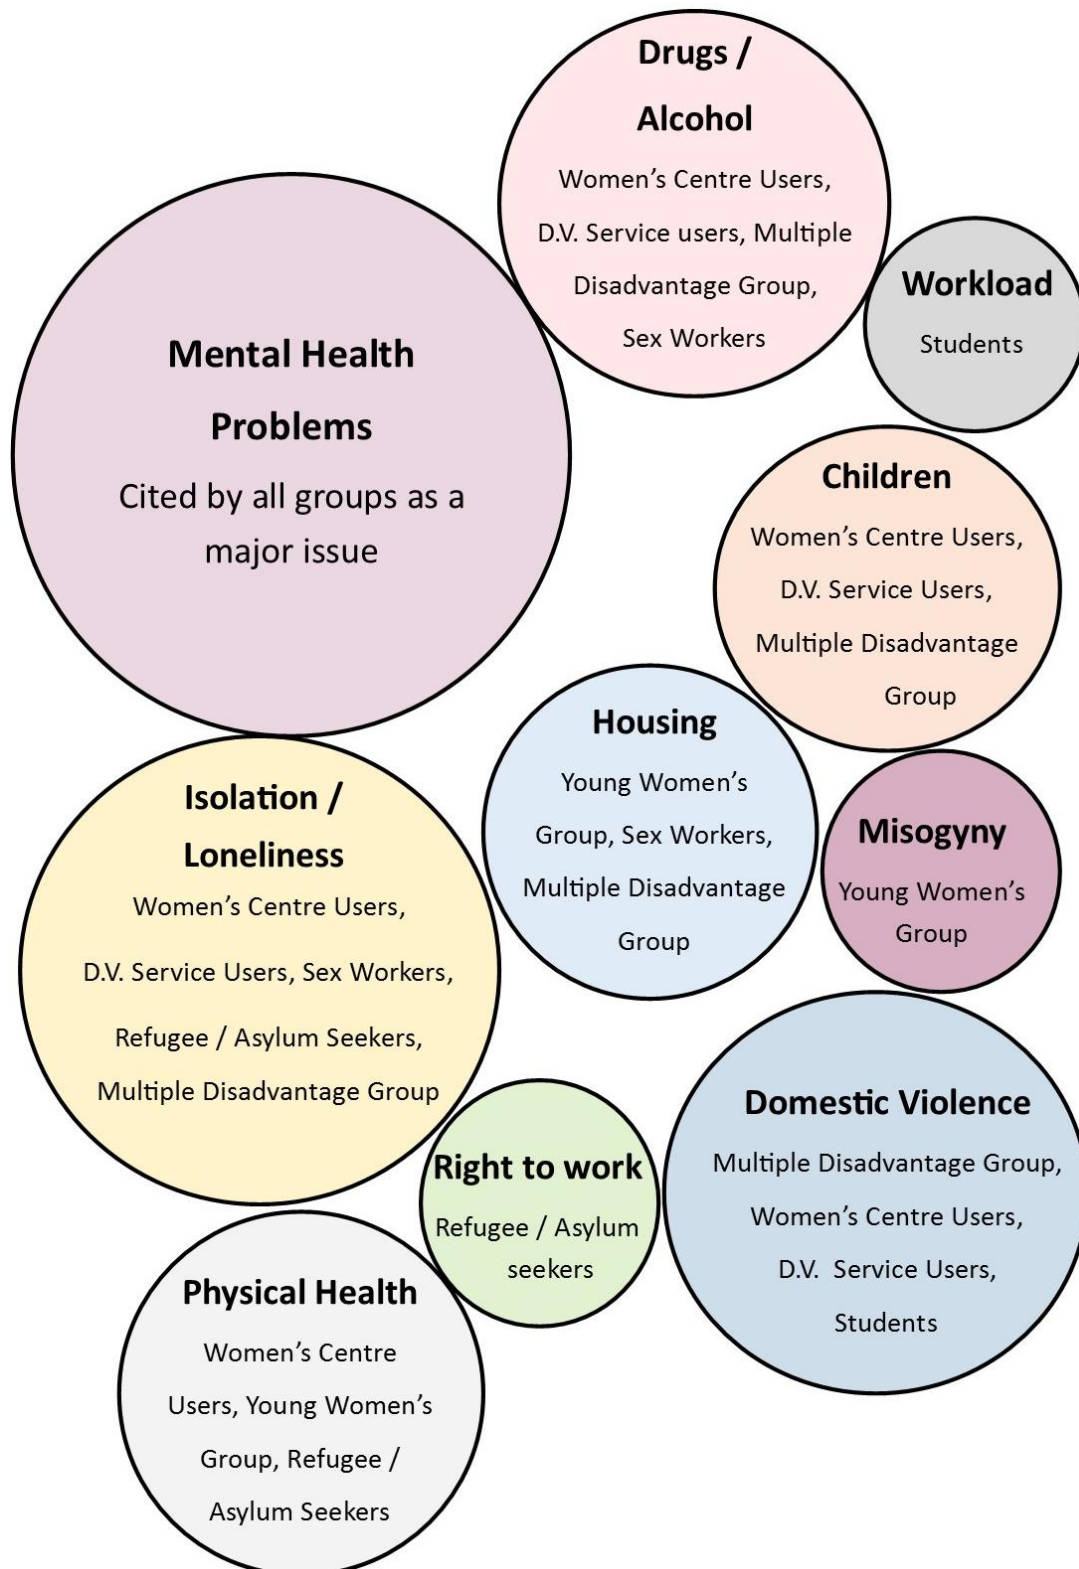 Drugs /
Alcohol
Women’s Centre Users,
D.V. Service users, Multiple
Disadvantage Group,
Sex Workers
Workload
Students
Mental Health
Problems
Cited by all groups as a
major issue
Children
Women’s Centre Users,
D.V. Service Users,
Multiple Disadvantage
Group
Housing
Young Women’s
Group, Sex Workers,
Multiple Disadvantage
Group
Isolation /
Loneliness
Women’s Centre Users,
D.V. Service Users, Sex Workers,
Refugee / Asylum Seekers,
Multiple Disadvantage Group
Misogyny
Young Women’s
Group
Right to work
Refugee / Asylum
seekers
Domestic Violence
Multiple Disadvantage Group,
Women’s Centre Users,
D.V. Service Users,
Students
Physical Health
Women’s Centre
Users, Young Women’s
Group, Refugee /
Asylum Seekers